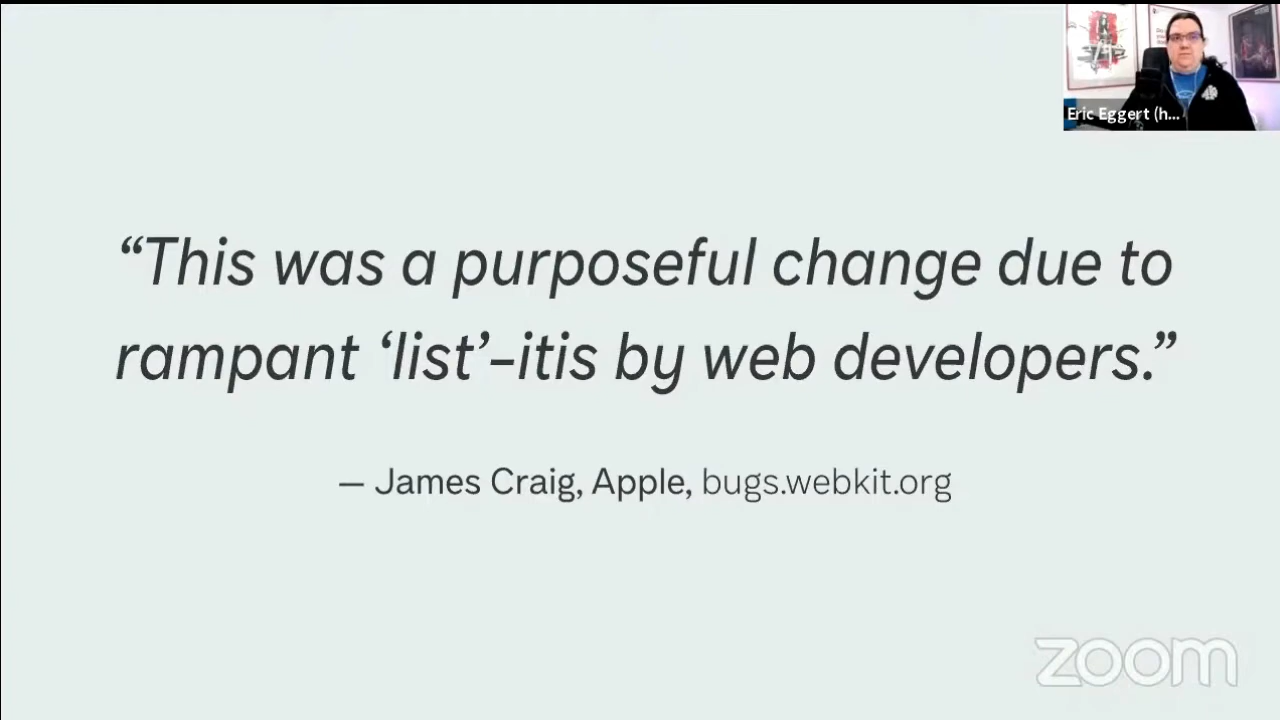 Eric Eggert (h...
“This was a purposeful change due to
rampant ‘list’-itis by web developers.”
— James Craig, Apple, bugs.webkit.org
zoom